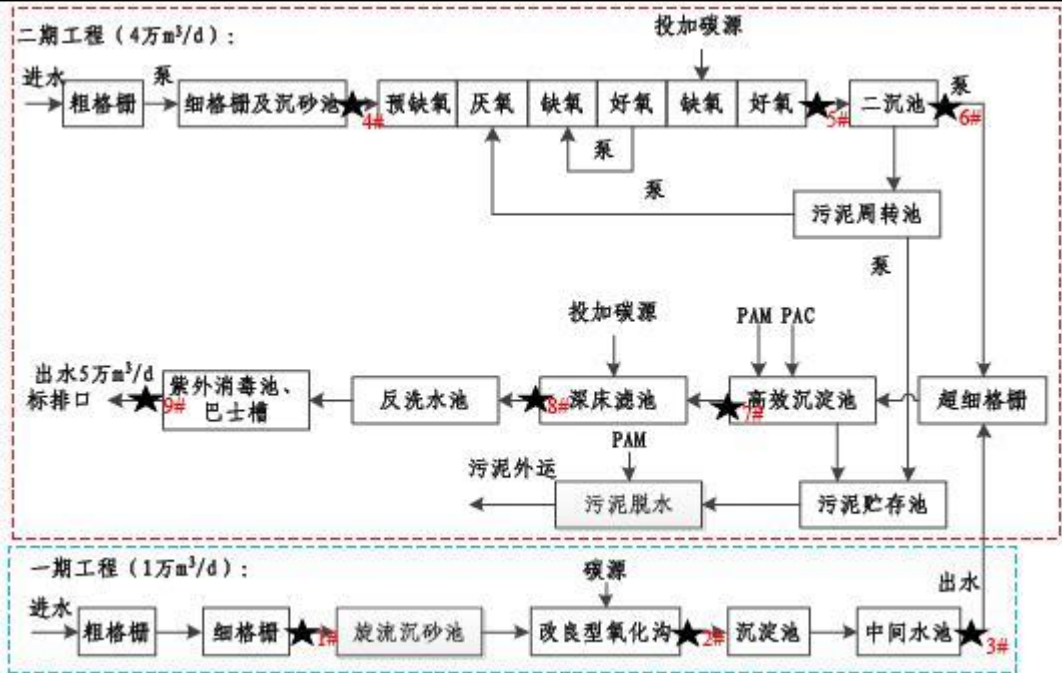 二期工程（4万m³/d）：
投加碳源
进水
泵
泵
粗格栅
细格栅及沉砂池
4#
预缺氧
厌氧
缺氧
好氧
缺氧
好氧
5#
二沉池
6#
泵
泵
污泥周转池
泵
投加碳源
PAM PAC
出水5万m³/d
标排口
9#
紫外消毒池、
巴士槽
反洗水池
8#
深床滤池
7#
高效沉淀池
超细格栅
PAM
污泥外运
污泥脱水
污泥贮存池
一期工程（1万m³/d）：
碳源
出水
进水
粗格栅
细格栅
1#
旋流沉砂池
改良型氧化沟
2#
沉淀池
中间水池
3#